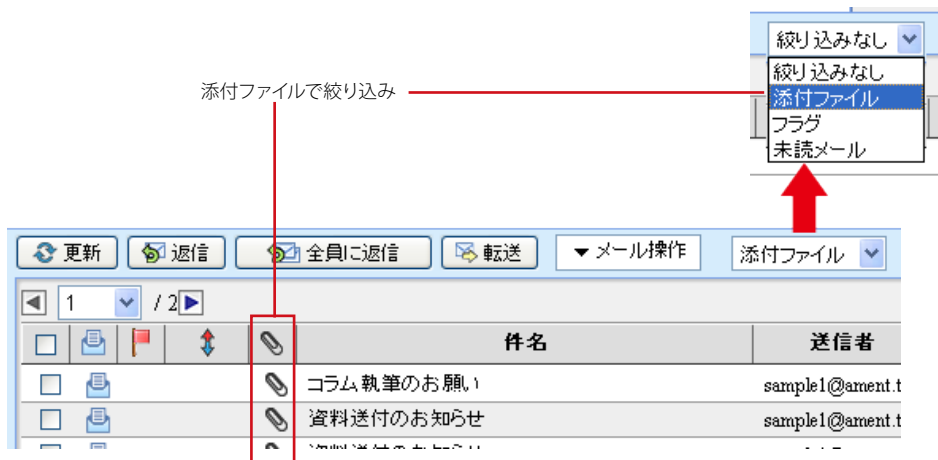 絞り込みなし
絞り込みなし
添付ファイル
フラグ
未読メール
添付ファイルで絞り込み
更新 返信 全員に返信 転送 ▼メール操作 添付ファイル
1 / 2
件名 送信者
コラム執筆のお願い sample1@ament.t
資料送付のお知らせ sample1@ament.t